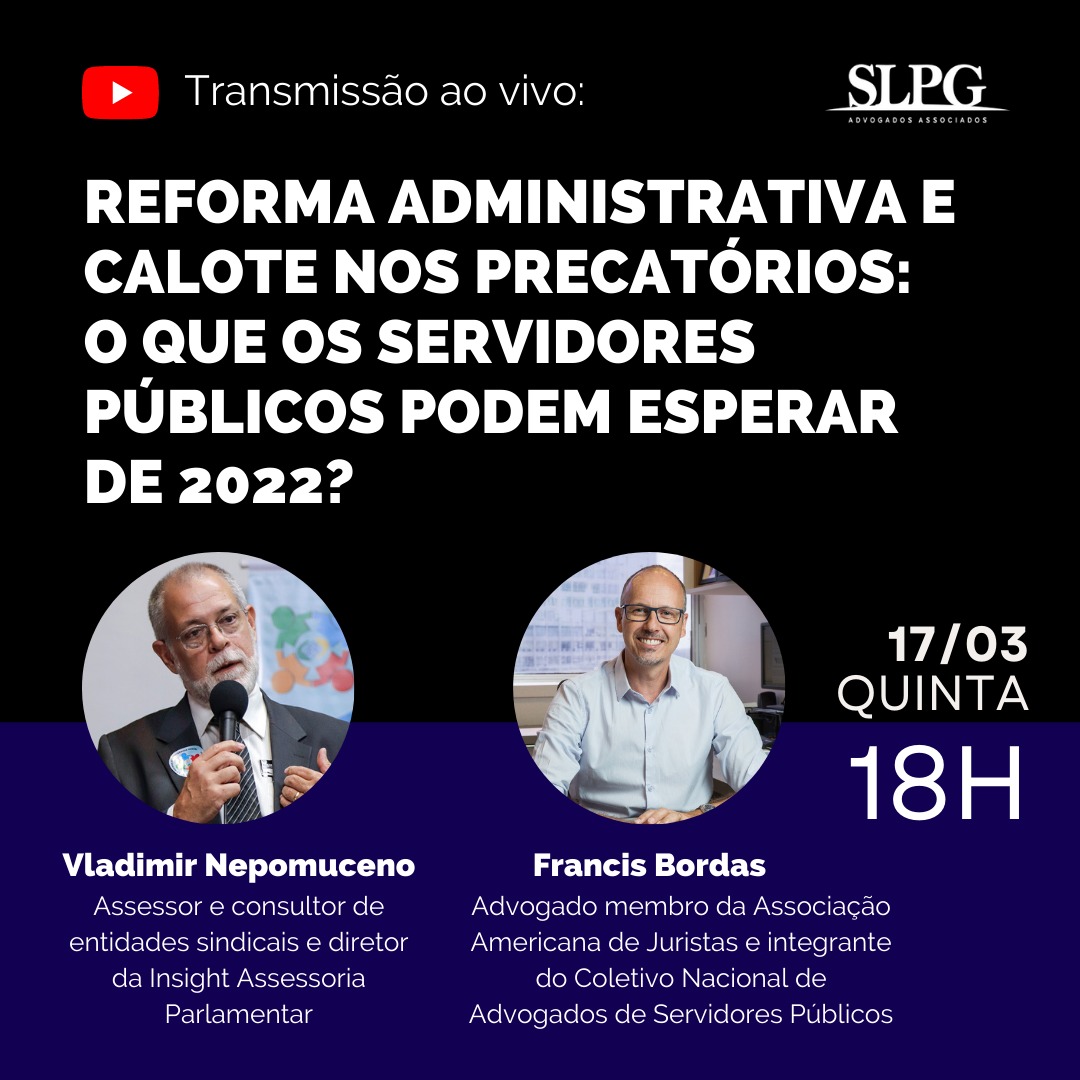 Transmissão ao vivo:
SLPG
ADVOGADOS ASSOCIADOS
REFORMA ADMINISTRATIVA E
CALOTE NOS PRECATÓRIOS:
O QUE OS SERVIDORES
PÚBLICOS PODEM ESPERAR
DE 2022?
17/03
QUINTA
18H
Vladimir Nepomuceno
Assessor e consultor de
entidades sindicais e diretor
da Insight Assessoria
Parlamentar
Francis Bordas
Advogado membro da Associação
Americana de Juristas e integrante
do Coletivo Nacional de
Advogados de Servidores Públicos